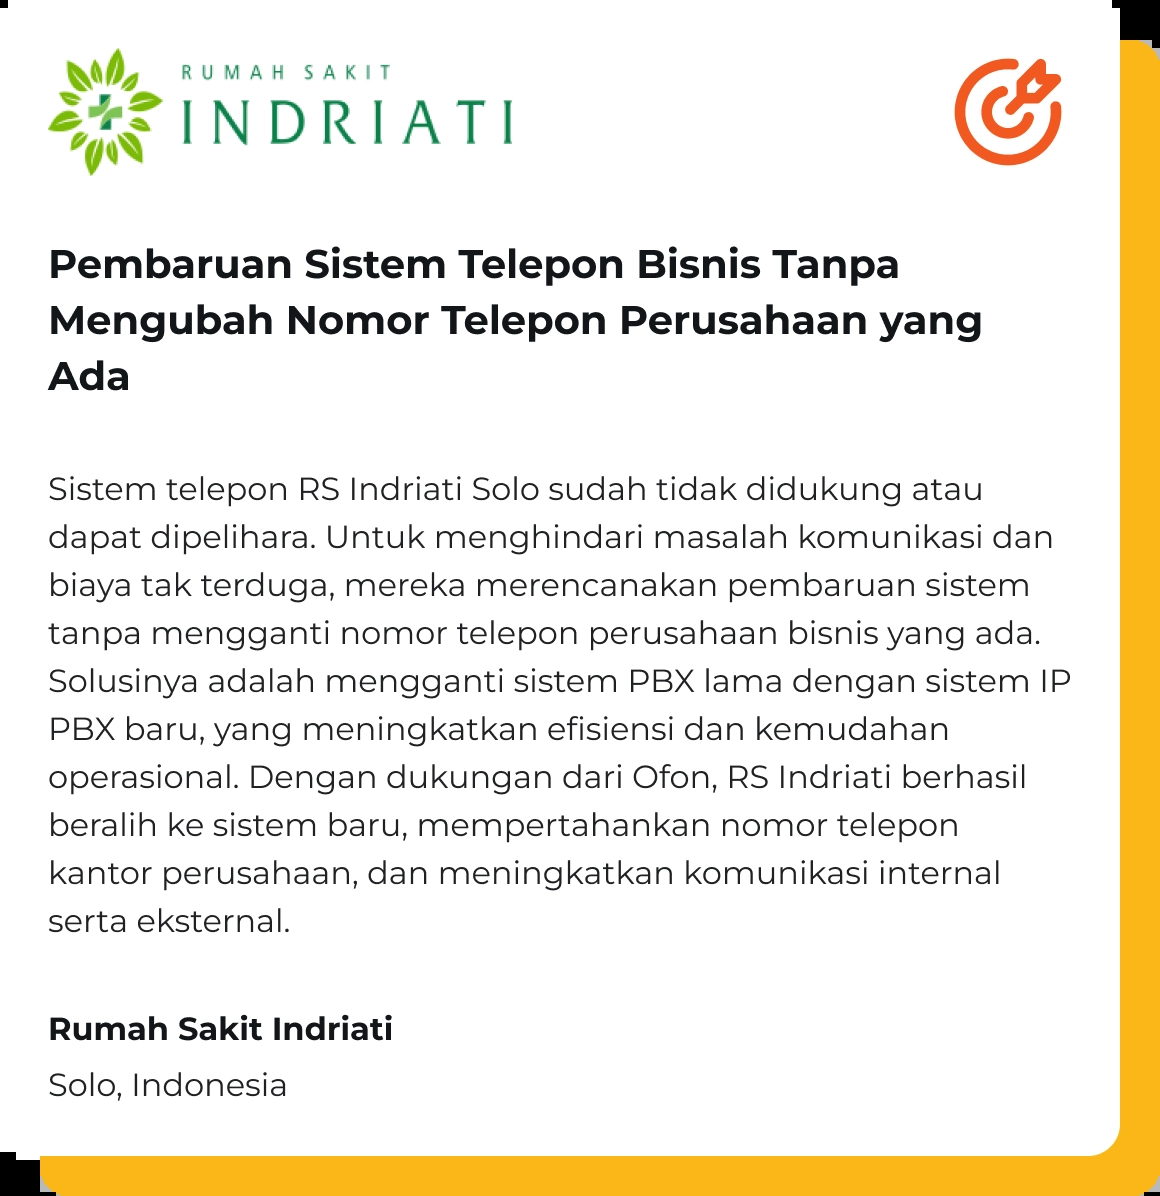 RUMAH SAKIT
INDRIATI
Pembaruan Sistem Telepon Bisnis Tanpa
Mengubah Nomor Telepon Perusahaan yang
Ada
Sistem telepon RS Indriati Solo sudah tidak didukung atau
dapat dipelihara. Untuk menghindari masalah komunikasi dan
biaya tak terduga, mereka merencanakan pembaruan sistem
tanpa mengganti nomor telepon perusahaan bisnis yang ada.
Solusinya adalah mengganti sistem PBX lama dengan sistem IP
PBX baru, yang meningkatkan efisiensi dan kemudahan
operasional. Dengan dukungan dari Ofon, RS Indriati berhasil
beralih ke sistem baru, mempertahankan nomor telepon
kantor perusahaan, dan meningkatkan komunikasi internal
serta eksternal.
Rumah Sakit Indriati
Solo, Indonesia